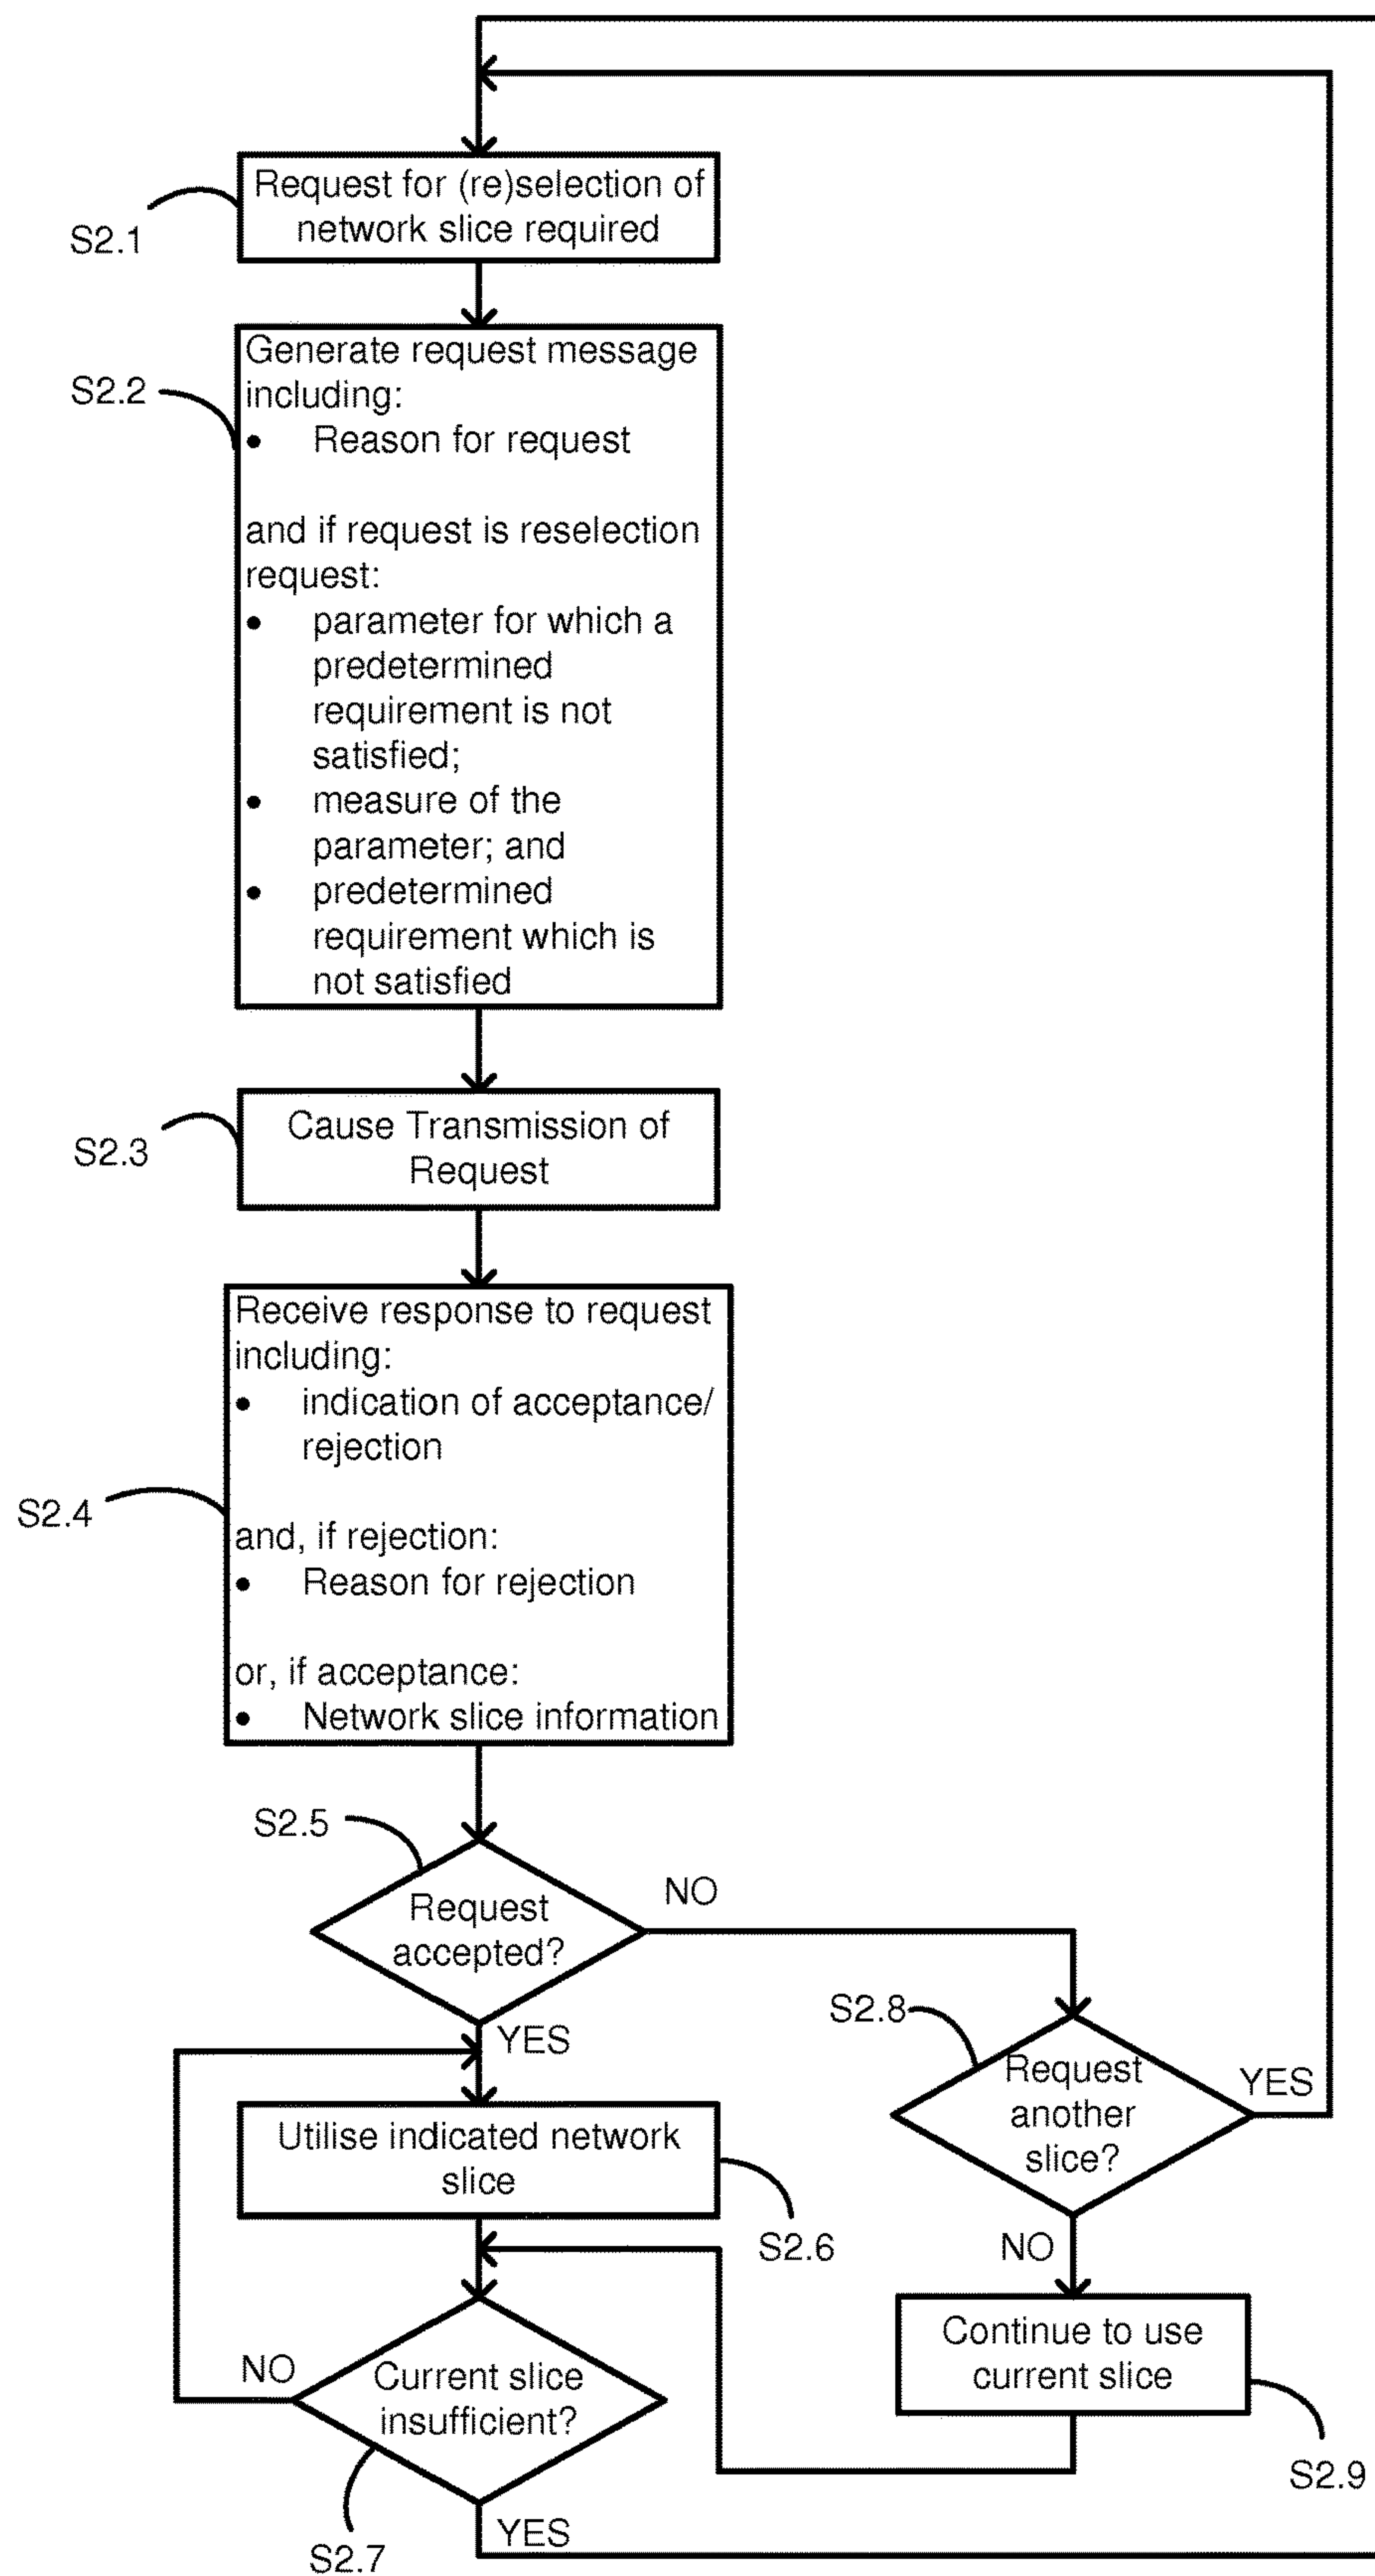 Request for (re)selection of
network slice required
S2.1
Generate request message
including:
S2.2
• Reason for request
and if request is reselection
request:
• parameter for which a
predetermined
requirement is not
satisfied;
• measure of the
parameter; and
• predetermined
requirement which is
not satisfied
Cause Transmission of
Request
S2.3
Receive response to request
including:
• indication of acceptance/
rejection
S2.4
and, if rejection:
• Reason for rejection
or, if acceptance:
• Network slice information
S2.5
Request
accepted?
NO
YES
S2.8
Request
another
slice?
YES
Utilise indicated network
slice
S2.6
NO
Continue to use
current slice
S2.9
NO
Current slice
insufficient?
YES
S2.7